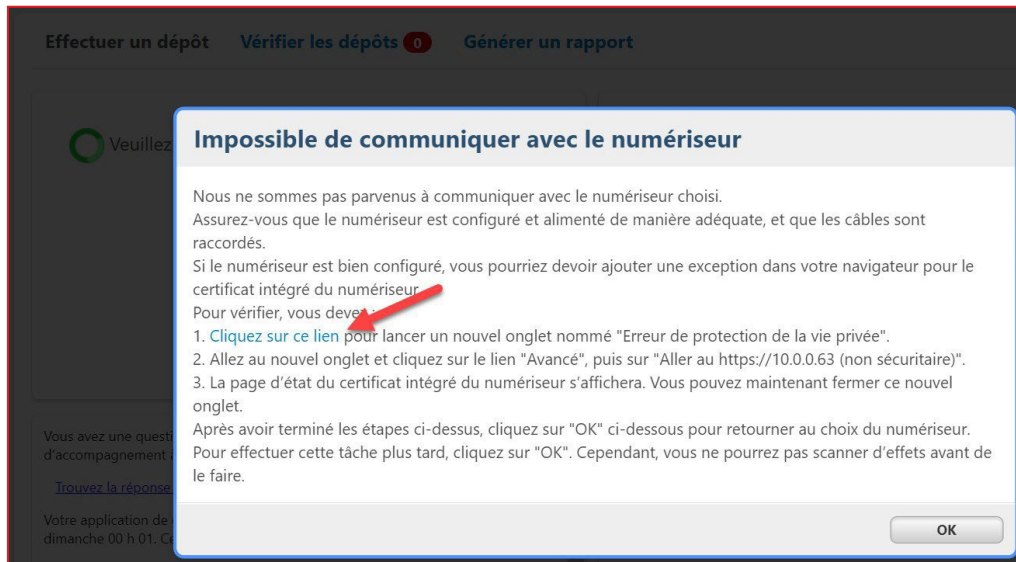 Effectuer un dépôt Vérifier les dépôts 0 Générer un rapport
Veuillez
Impossible de communiquer avec le numériseur
Nous ne sommes pas parvenus à communiquer avec le numériseur choisi.
Assurez-vous que le numériseur est configuré et alimenté de manière adéquate, et que les câbles sont
raccordés.
Si le numériseur est bien configuré, vous pourriez devoir ajouter une exception dans votre navigateur pour le
certificat intégré du numériseur.
Pour vérifier, vous devez :
1. Cliquez sur ce lien pour lancer un nouvel onglet nommé "Erreur de protection de la vie privée".
2. Allez au nouvel onglet et cliquez sur le lien "Avancé", puis sur "Aller au https://10.0.0.63 (non sécuritaire)".
3. La page d'état du certificat intégré du numériseur s'affichera. Vous pouvez maintenant fermer ce nouvel
onglet.
Après avoir terminé les étapes ci-dessus, cliquez sur "OK" ci-dessous pour retourner au choix du numériseur.
Pour effectuer cette tâche plus tard, cliquez sur "OK". Cependant, vous ne pourrez pas scanner d'effets avant de
le faire.
OK
Vous avez une questi
d'accompagnement
Trouvez la réponse
Votre application de
dimanche 00 h 01. Ce